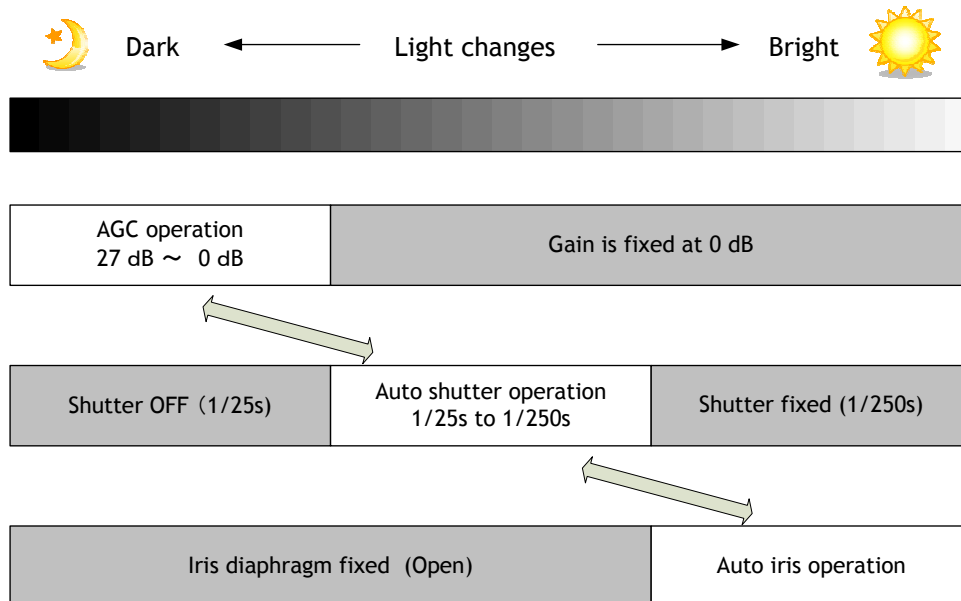 Dark
Light changes
Bright
AGC operation
27 dB ～ 0 dB
Gain is fixed at 0 dB
Shutter OFF（1/25s)
Auto shutter operation
1/25s to 1/250s
Shutter fixed (1/250s)
Iris diaphragm fixed (Open)
Auto iris operation